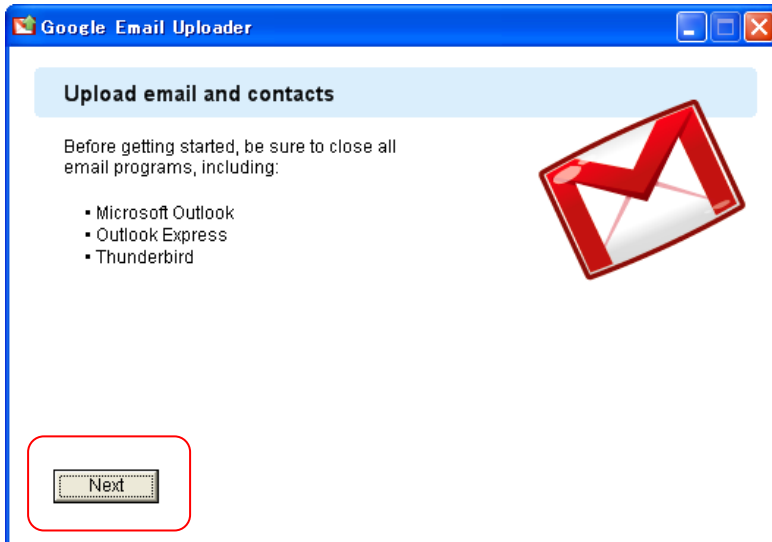 Google Email Uploader
Upload email and contacts
Before getting started, be sure to close all
email programs, including:
▪ Microsoft Outlook
▪ Outlook Express
▪ Thunderbird
Next